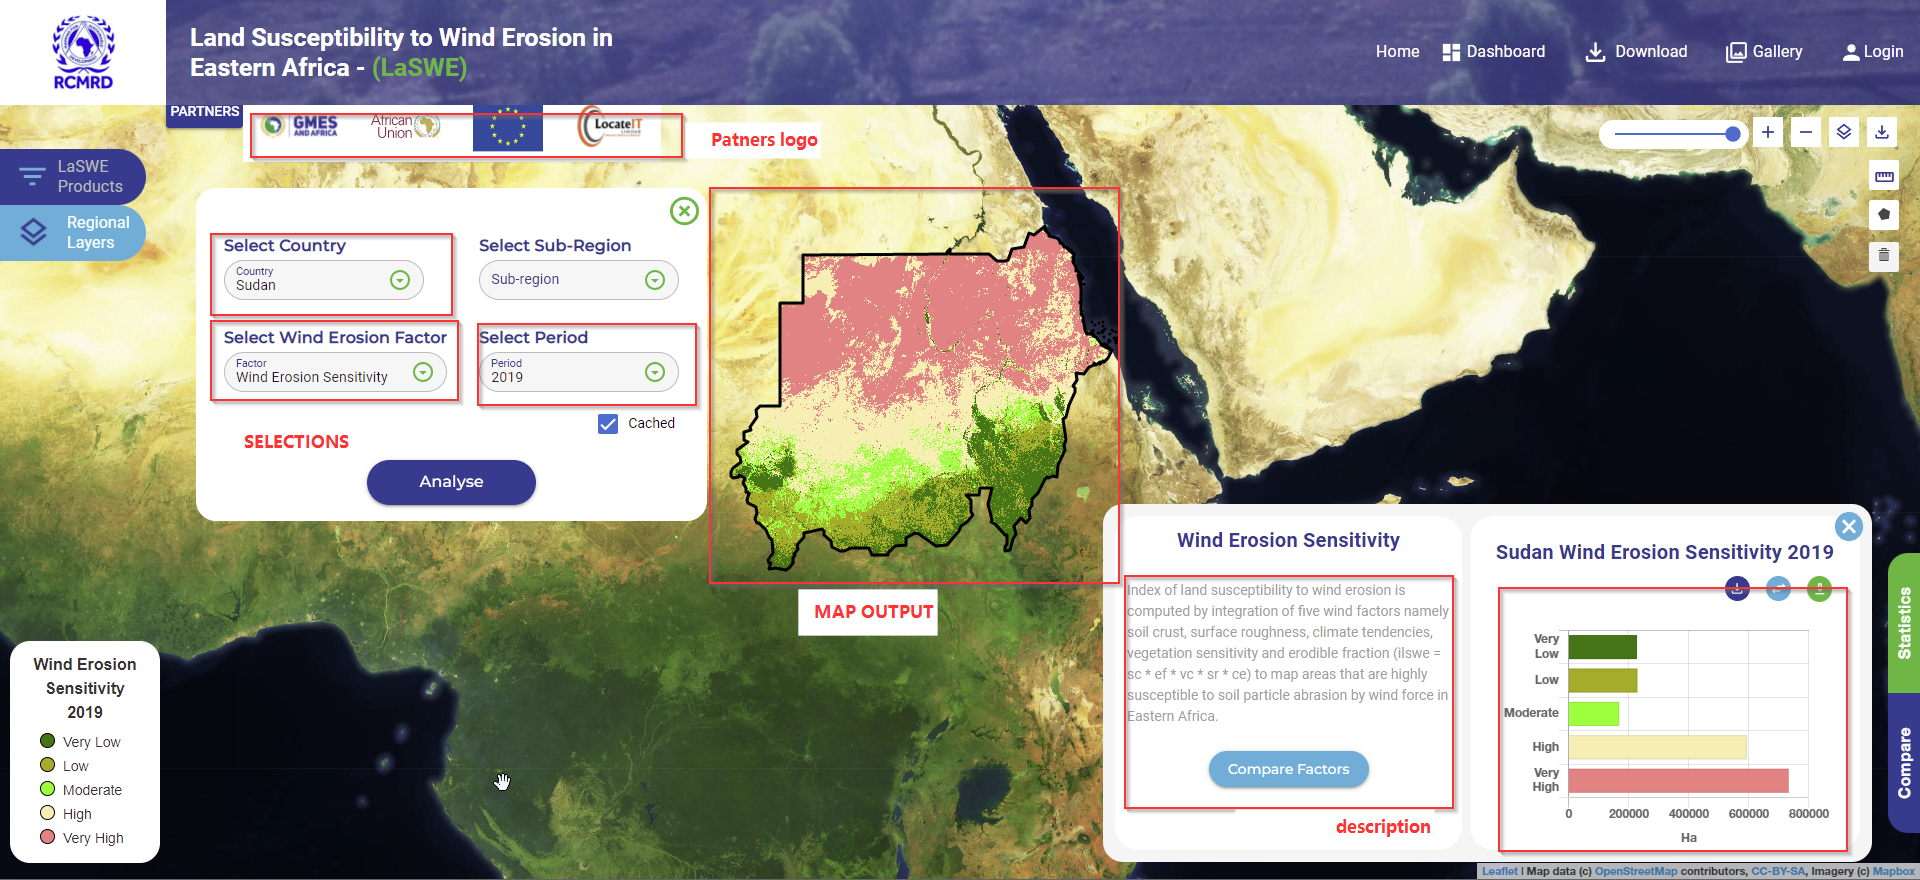 RCMRD
Land Susceptibility to Wind Erosion in
Eastern Africa - (LaSWE)
Home
Dashboard
Download
Gallery
Login
PARTNERS
GMES
AND AFRICA
African
Union
LocateIT
Patners logo
LaSWE
Products
Regional
Layers
Select Country
Country
Sudan
Select Sub-Region
Sub-region
Select Wind Erosion Factor
Factor
Wind Erosion Sensitivity
Select Period
Period
2019
Cached
SELECTIONS
Analyse
MAP OUTPUT
Wind Erosion
Sensitivity
2019
Very Low
Low
Moderate
High
Very High
Wind Erosion Sensitivity
Index of land susceptibility to wind erosion is
computed by integration of five wind factors namely
soil crust, surface roughness, climate tendencies,
vegetation sensitivity and erodible fraction (ilswe =
sc * ef * vc * sr * ce) to map areas that are highly
susceptible to soil particle abrasion by wind force in
Eastern Africa.
Compare Factors
description
Sudan Wind Erosion Sensitivity 2019
Very
Low
Low
Moderate
High
Very
High
0 200000 400000 600000 800000
Ha
Statistics
Compare
Leaflet | Map data (c) OpenStreetMap contributors, CC-BY-SA, Imagery (c) Mapbox